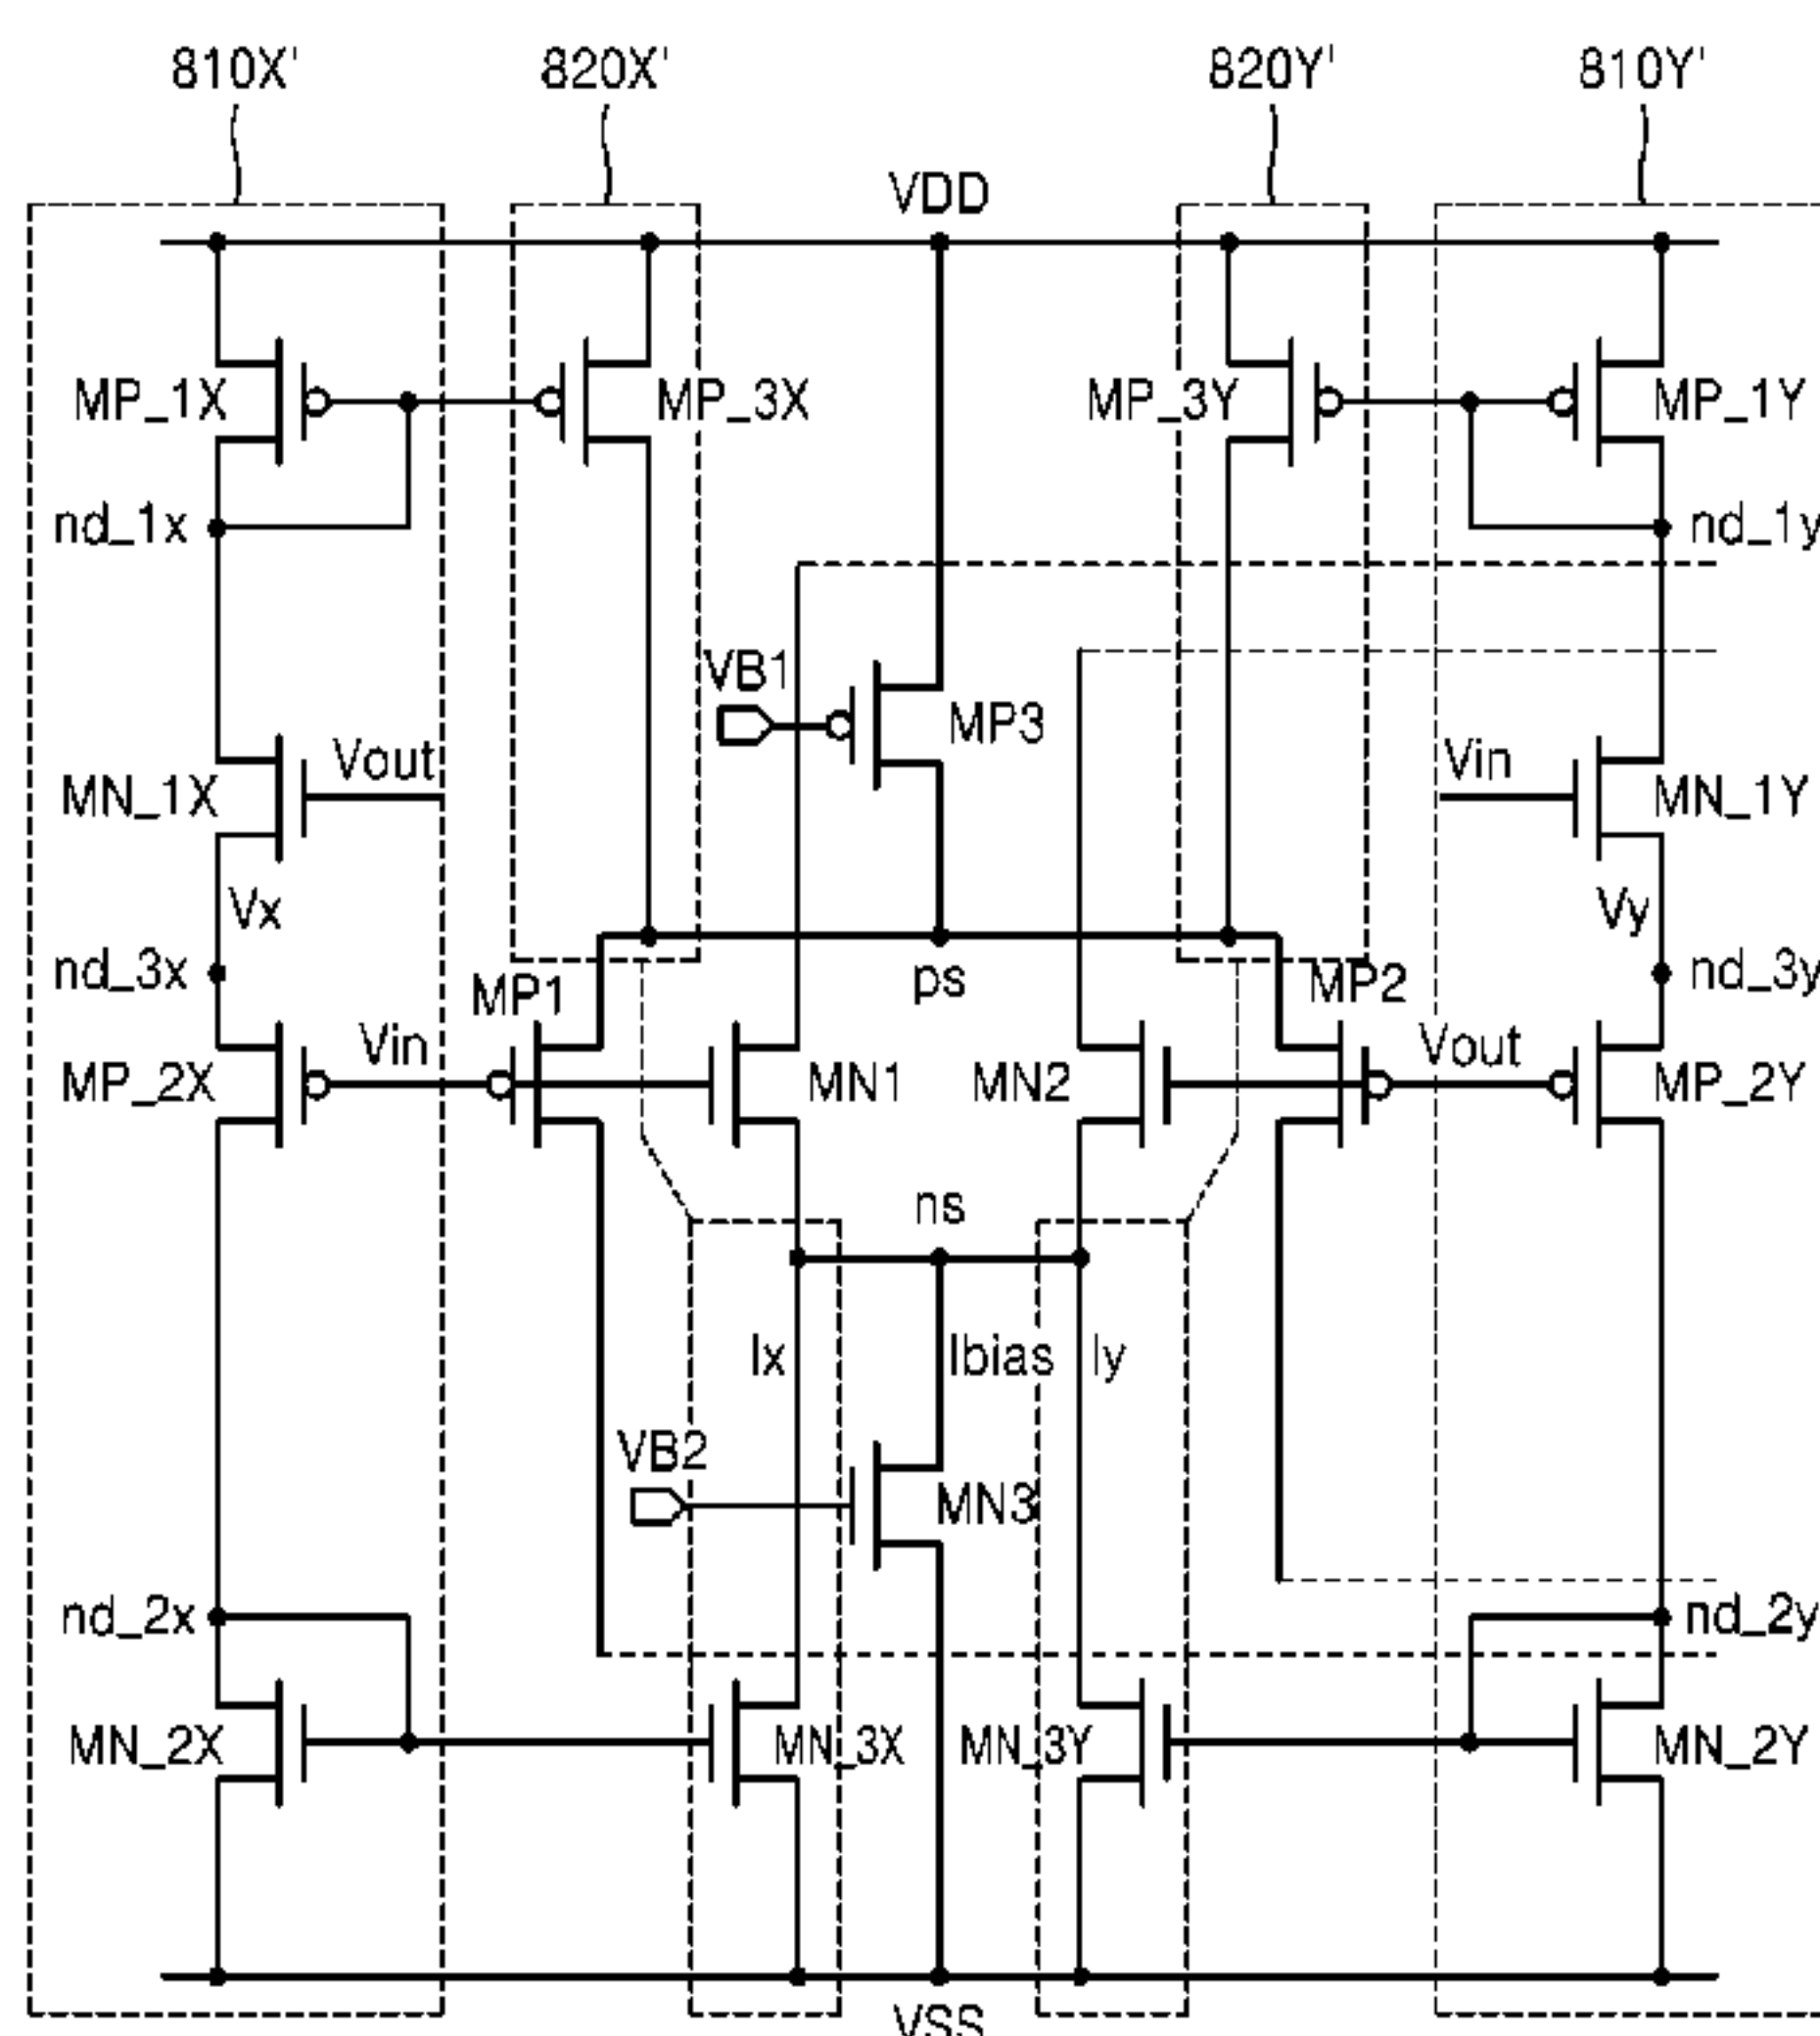 810X' 820X' 820Y' 810Y'
VDD
MP_1X MP_3X MP_3Y MP_1Y
nd_1x nd_1y
VB1
MP3
Vout Vin
MN_1X MN_1Y
Vx Vy
nd_3x ps nd_3y
MP1 MP2
Vin Vout
MP_2X MN1 MN2 MP_2Y
ns
Ix Ibias Iy
VB2
MN3
nd_2x nd_2y
MN_2X MN_3X MN_3Y MN_2Y
VSS